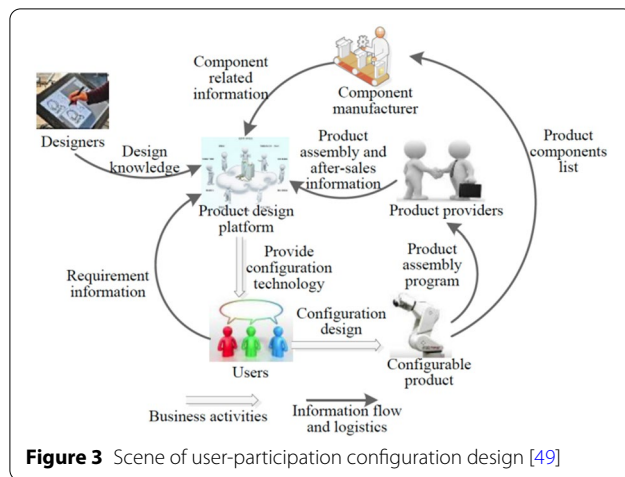 Component
related
information
Component
manufacturer
Designers
Design
knowledge
Product assembly and
after-sales
information
Product
components
list
Product design
platform
Product providers
Provide
configuration
technology
Product
assembly
program
Requirement
information
Configuration
design
Users
Configurable
product
Business activities
Information flow
and logistics
Figure 3 Scene of user-participation configuration design [49]